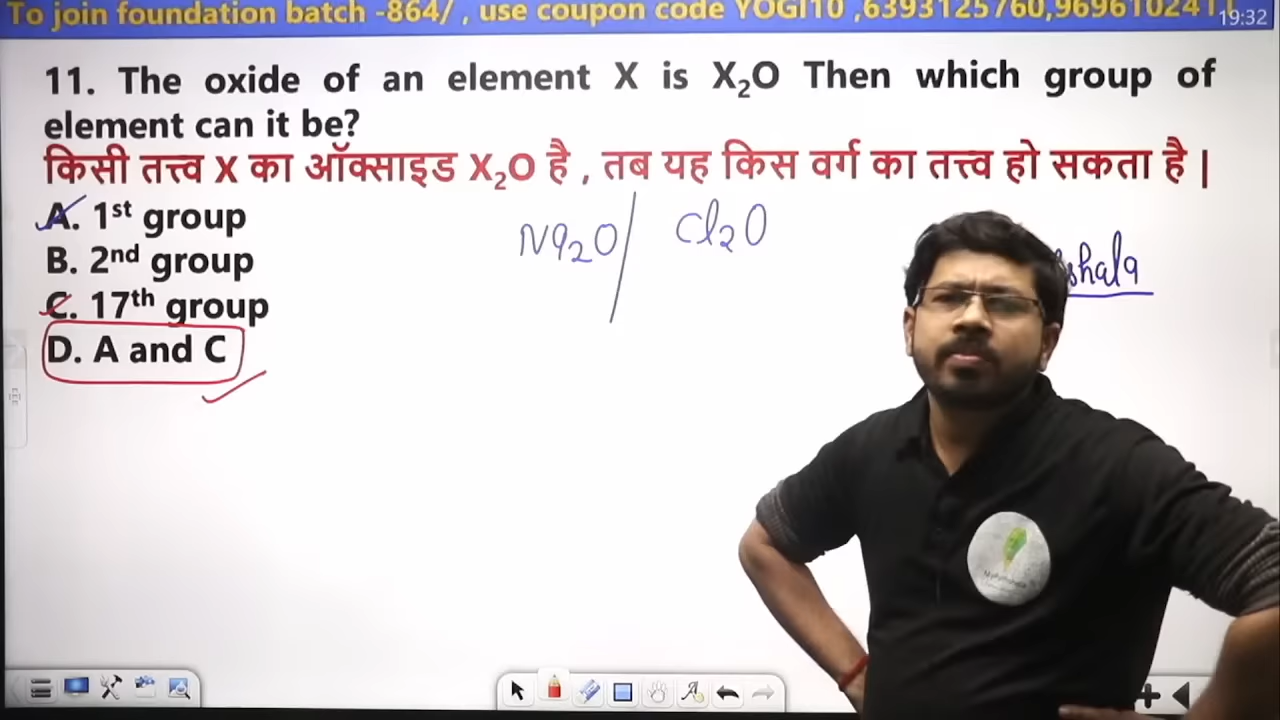 To join foundation batch -864/ , use coupon code YOGI10 ,6393125760,9696102411
19:32
11. The oxide of an element X is X₂O Then which group of
element can it be?
किसी तत्त्व X का ऑक्साइड X₂O है , तब यह किस वर्ग का तत्त्व हो सकता है |
A. 1st group
B. 2nd group
C. 17th group
D. A and C
Na₂O / Cl₂O
shala